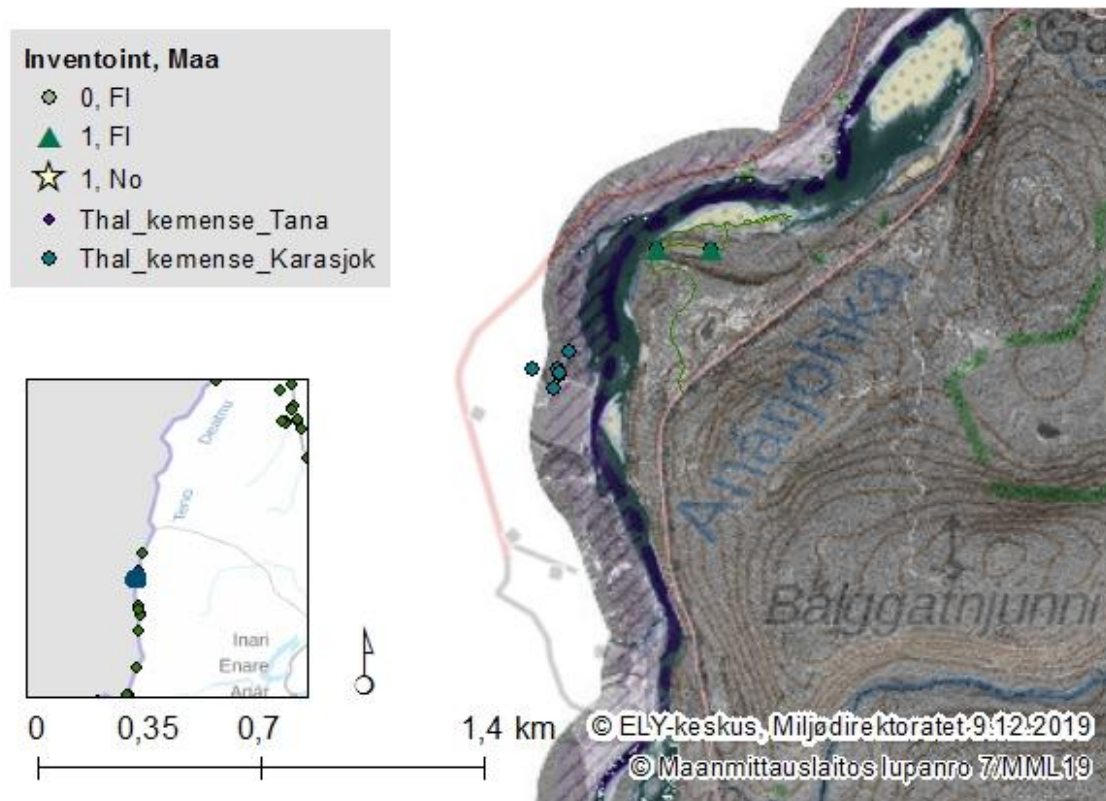 Inventoint, Maa
0, FI
1, FI
1, No
Thal_kemense_Tana
Thal_kemense_Karasjok
Deatnu
Teno
Inari
Enare
Anár
0
0,35
0,7
1,4 km
Ga
Anárjohka
Bálggatnjunni
© ELY-keskus, Miljødirektoratet 9.12.2019
© Maanmittauslaitos lupanro 7/MML19